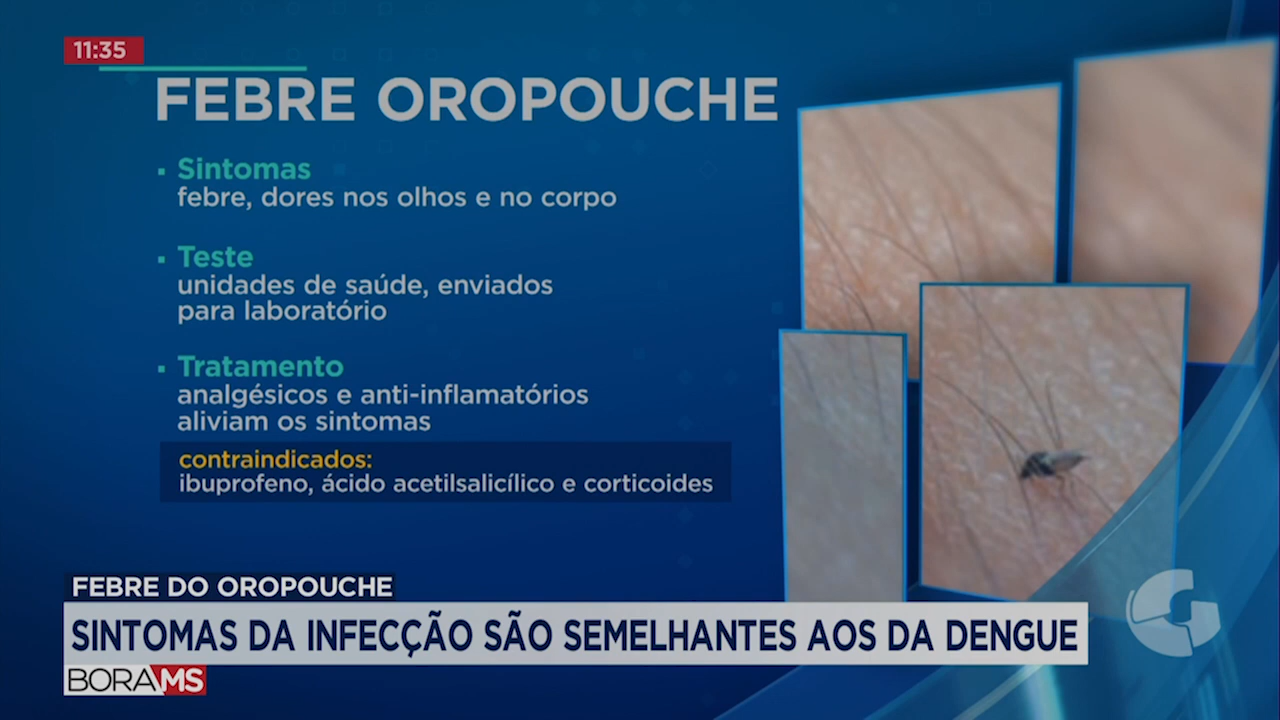 11:35
FEBRE OROPOUCHE
Sintomas
febre, dores nos olhos e no corpo
Teste
unidades de saúde, enviados
para laboratório
Tratamento
analgésicos e anti-inflamatórios
aliviam os sintomas
contraindicados:
ibuprofeno, ácido acetilsalicílico e corticoides
FEBRE DO OROPOUCHE
SINTOMAS DA INFECÇÃO SÃO SEMELHANTES AOS DA DENGUE
BORA MS